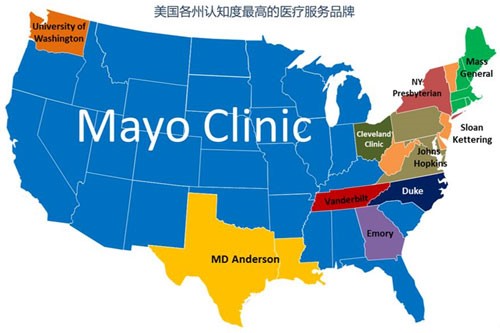 美国各州认知度最高的医疗服务品牌
University of
Washington
Mass
General
NY
Presbyterian
Mayo Clinic
Sloan
Kettering
Cleveland
Clinic
Johns
Hopkins
Vanderbilt
Duke
Emory
MD Anderson